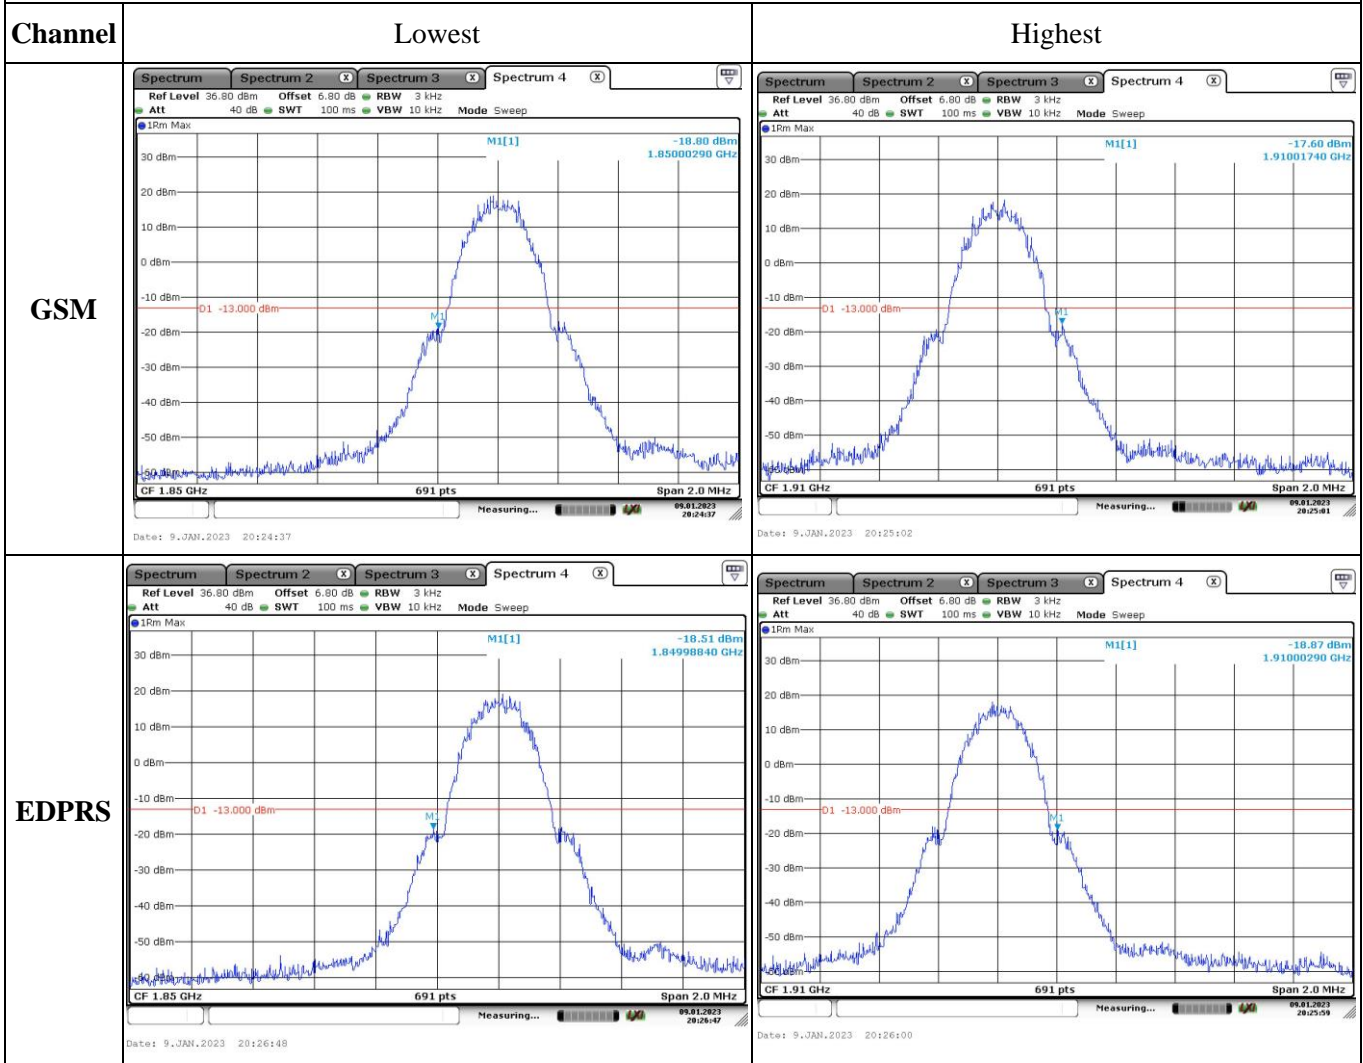 Channel Lowest Highest
GSM
Spectrum Spectrum 2 X Spectrum 3 X Spectrum 4 X
Ref Level 36.80 dBm Offset 6.80 dB RBW 3 kHz
Att 40 dB SWT 100 ms VBW 10 kHz Mode Sweep
1Rm Max
M1[1] -18.80 dBm
1.85000290 GHz
30 dBm
20 dBm
10 dBm
0 dBm
-10 dBm
D1 -13.000 dBm
M1
-20 dBm
-30 dBm
-40 dBm
-50 dBm
-60 dBm
CF 1.85 GHz 691 pts Span 2.0 MHz
Measuring... 09.01.2023
20:24:37
Date: 9.JAN.2023 20:24:37
Spectrum Spectrum 2 X Spectrum 3 X Spectrum 4 X
Ref Level 36.80 dBm Offset 6.80 dB RBW 3 kHz
Att 40 dB SWT 100 ms VBW 10 kHz Mode Sweep
1Rm Max
M1[1] -17.60 dBm
1.91001740 GHz
30 dBm
20 dBm
10 dBm
0 dBm
-10 dBm
D1 -13.000 dBm
M1
-20 dBm
-30 dBm
-40 dBm
-50 dBm
-60 dBm
CF 1.91 GHz 691 pts Span 2.0 MHz
Measuring... 09.01.2023
20:25:01
Date: 9.JAN.2023 20:25:02
EDPRS
Spectrum Spectrum 2 X Spectrum 3 X Spectrum 4 X
Ref Level 36.80 dBm Offset 6.80 dB RBW 3 kHz
Att 40 dB SWT 100 ms VBW 10 kHz Mode Sweep
1Rm Max
M1[1] -18.51 dBm
1.84998840 GHz
30 dBm
20 dBm
10 dBm
0 dBm
-10 dBm
D1 -13.000 dBm
M1
-20 dBm
-30 dBm
-40 dBm
-50 dBm
-60 dBm
CF 1.85 GHz 691 pts Span 2.0 MHz
Measuring... 09.01.2023
20:26:47
Date: 9.JAN.2023 20:26:48
Spectrum Spectrum 2 X Spectrum 3 X Spectrum 4 X
Ref Level 36.80 dBm Offset 6.80 dB RBW 3 kHz
Att 40 dB SWT 100 ms VBW 10 kHz Mode Sweep
1Rm Max
M1[1] -18.87 dBm
1.91000290 GHz
30 dBm
20 dBm
10 dBm
0 dBm
-10 dBm
D1 -13.000 dBm
M1
-20 dBm
-30 dBm
-40 dBm
-50 dBm
-60 dBm
CF 1.91 GHz 691 pts Span 2.0 MHz
Measuring... 09.01.2023
20:25:59
Date: 9.JAN.2023 20:26:00